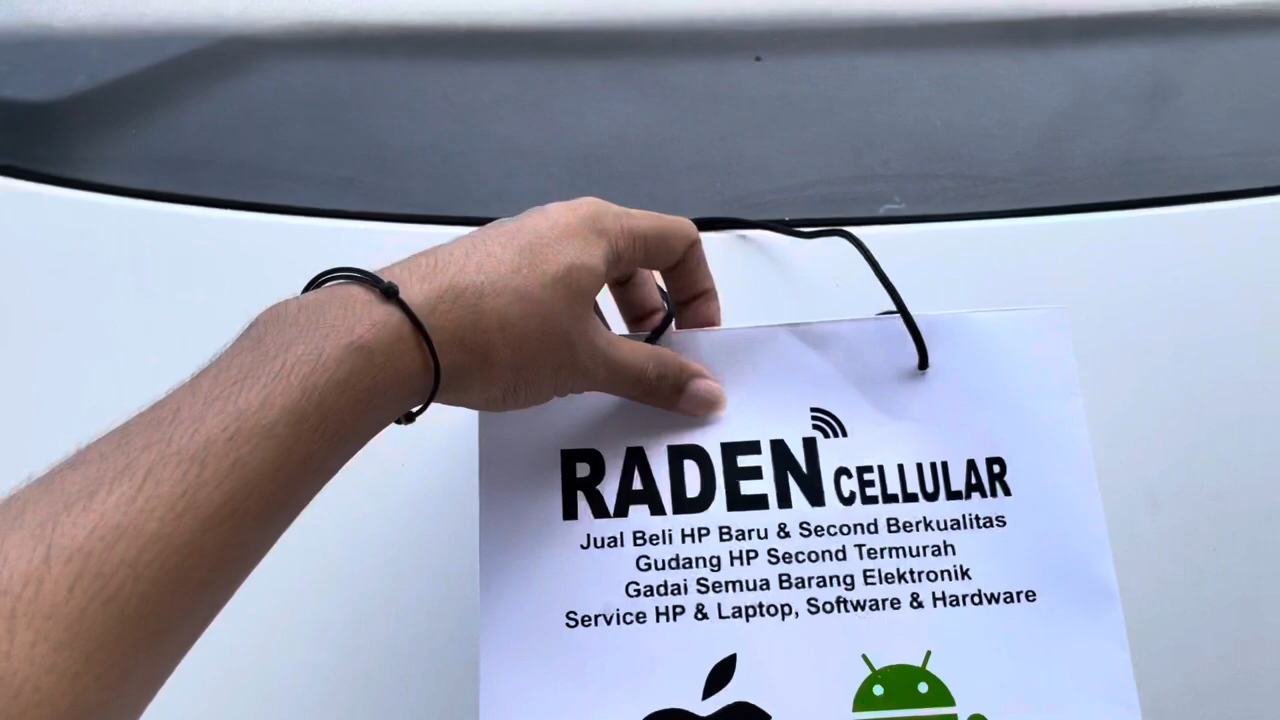 RADEN CELLULAR
Jual Beli HP Baru & Second Berkualitas
Gudang HP Second Termurah
Gadai Semua Barang Elektronik
Service HP & Laptop, Software & Hardware